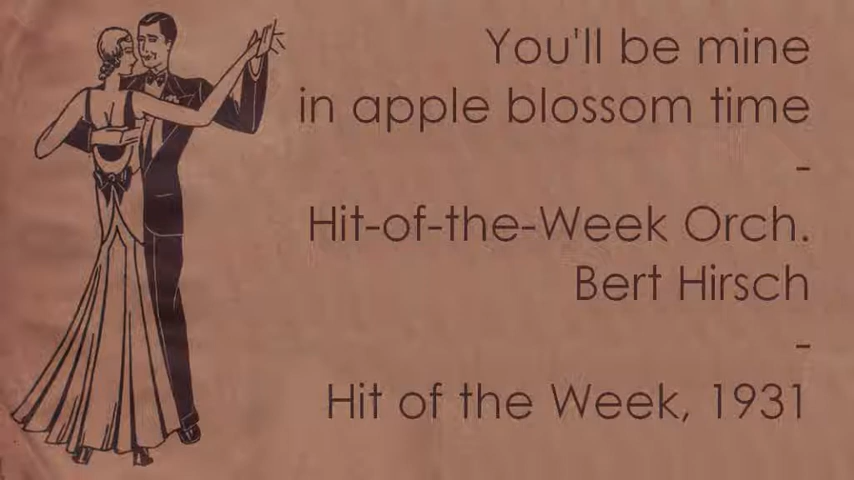 You'll be mine
in apple blossom time
-
Hit-of-the-Week Orch.
Bert Hirsch
-
Hit of the Week, 1931